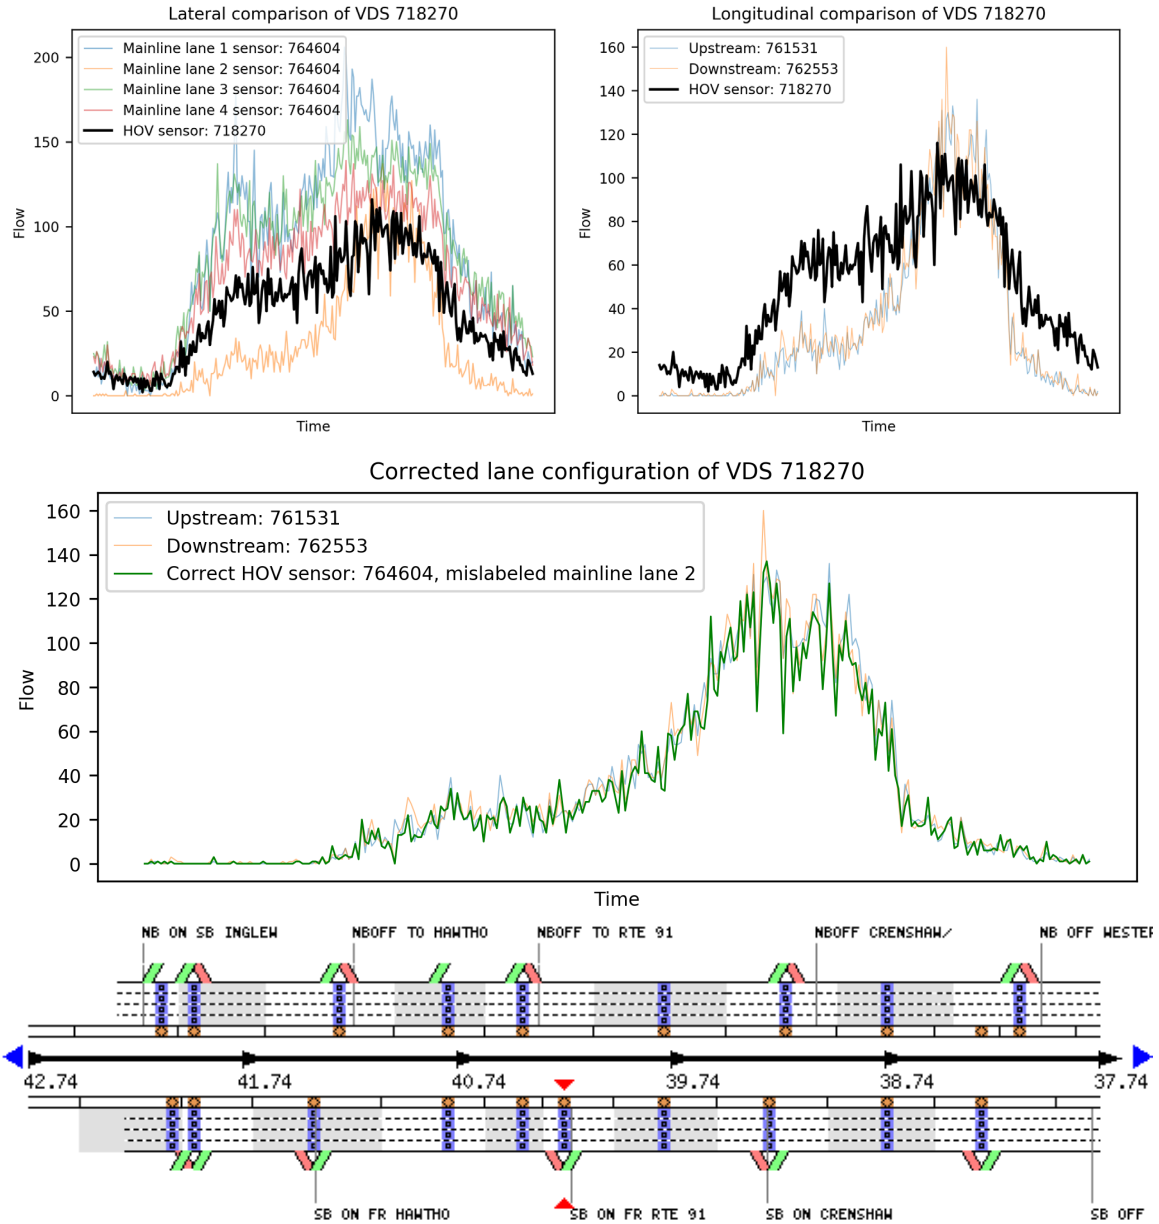 Lateral comparison of VDS 718270
Mainline lane 1 sensor: 764604
Mainline lane 2 sensor: 764604
Mainline lane 3 sensor: 764604
Mainline lane 4 sensor: 764604
HOV sensor: 718270
200
150
100
50
0
Flow
Time
Longitudinal comparison of VDS 718270
Upstream: 761531
Downstream: 762553
HOV sensor: 718270
160
140
120
100
80
60
40
20
0
Flow
Time
Corrected lane configuration of VDS 718270
Upstream: 761531
Downstream: 762553
Correct HOV sensor: 764604, mislabeled mainline lane 2
160
140
120
100
80
60
40
20
0
Flow
Time
NB ON SB INGLEW
NBOFF TO HAWTHO
NBOFF TO RTE 91
NBOFF CRENSHAW/
NB OFF WESTER
42.74
41.74
40.74
39.74
38.74
37.74
SB ON FR HAWTHO
SB ON FR RTE 91
SB ON CRENSHAW
SB OFF